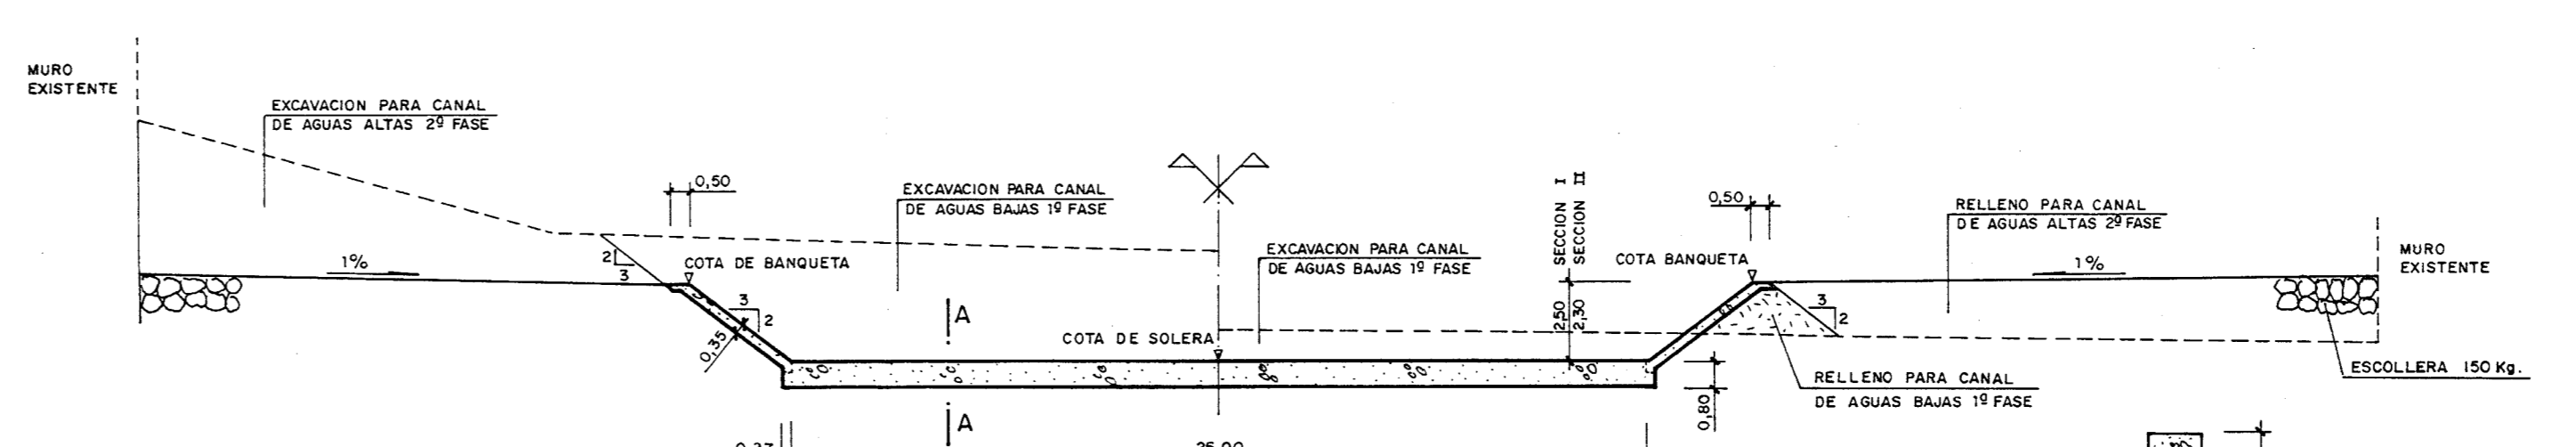 MURO
EXISTENTE
EXCAVACION PARA CANAL
DE AGUAS ALTAS 2º FASE
0,50
EXCAVACION PARA CANAL
DE AGUAS BAJAS 1º FASE
EXCAVACION PARA CANAL
DE AGUAS BAJAS 1º FASE
SECCION I
SECCION II
2,50
2,30
0,50
RELLENO PARA CANAL
DE AGUAS ALTAS 2º FASE
MURO
EXISTENTE
1%
2
3
COTA DE BANQUETA
COTA BANQUETA
1%
3
2
0,35
A
COTA DE SOLERA
3
2
ESCOLLERA 150 Kg.
RELLENO PARA CANAL
DE AGUAS BAJAS 1º FASE
0,80
A
0,37
25,00